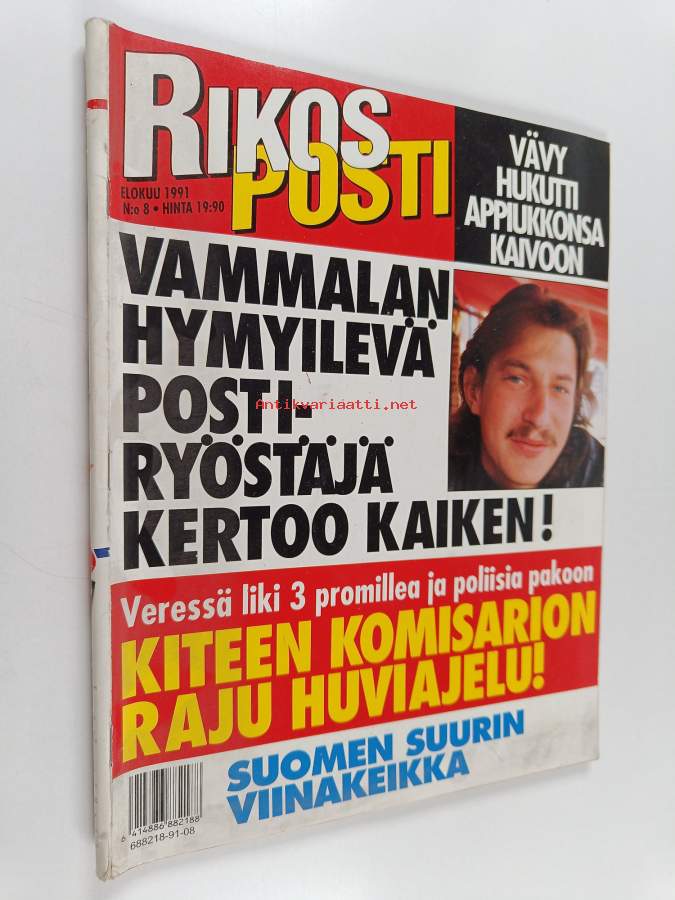 RIKOS
POSTI
ELOKUU 1991
N:o 8 • HINTA 19:90
VÄVY
HUKUTTI
APPIUKKONSA
KAIVOON
VAMMALAN
HYMYILEVÄ
POSTI-
RYÖSTÄJÄ
KERTOO KAIKEN!
Antikvariaatti.net
Veressä liki 3 promillea ja poliisia pakoon
KITEEN KOMISARION
RAJU HUVIAJELU!
SUOMEN SUURIN
VIINAKEIKKA
6 414886 882188
688218-91-08